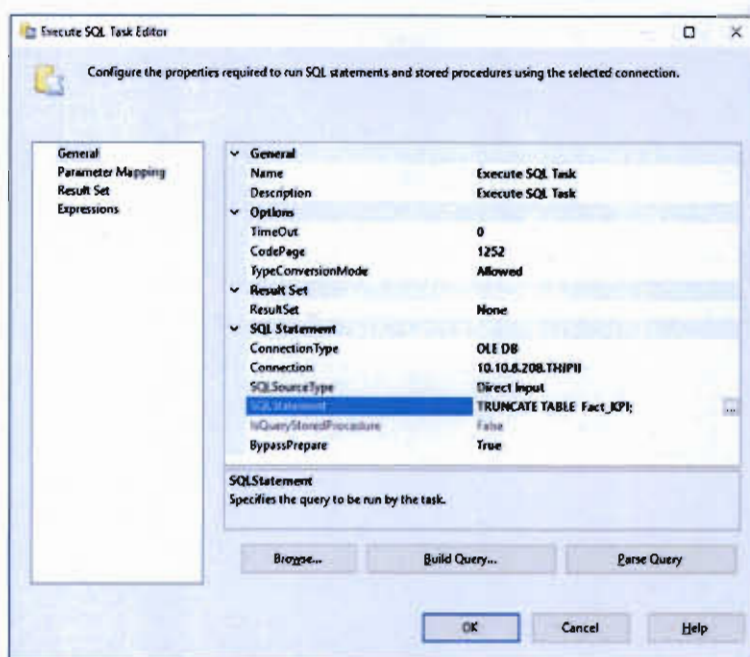 Execute SQL Task Editor
Configure the properties required to run SQL statements and stored procedures using the selected connection.
General
Parameter Mapping
Result Set
Expressions
General
Name Execute SQL Task
Description Execute SQL Task
Options
TimeOut 0
CodePage 1252
TypeConversionMode Allowed
Result Set
ResultSet None
SQL Statement
ConnectionType OLE DB
Connection
SQLSourceType Direct input
SQLStatement TRUNCATE TABLE Fact_KPI; ...
IsQueryStoredProcedure False
BypassPrepare True
SQLStatement
Specifies the query to be run by the task.
Browse... Build Query... Parse Query
OK Cancel Help